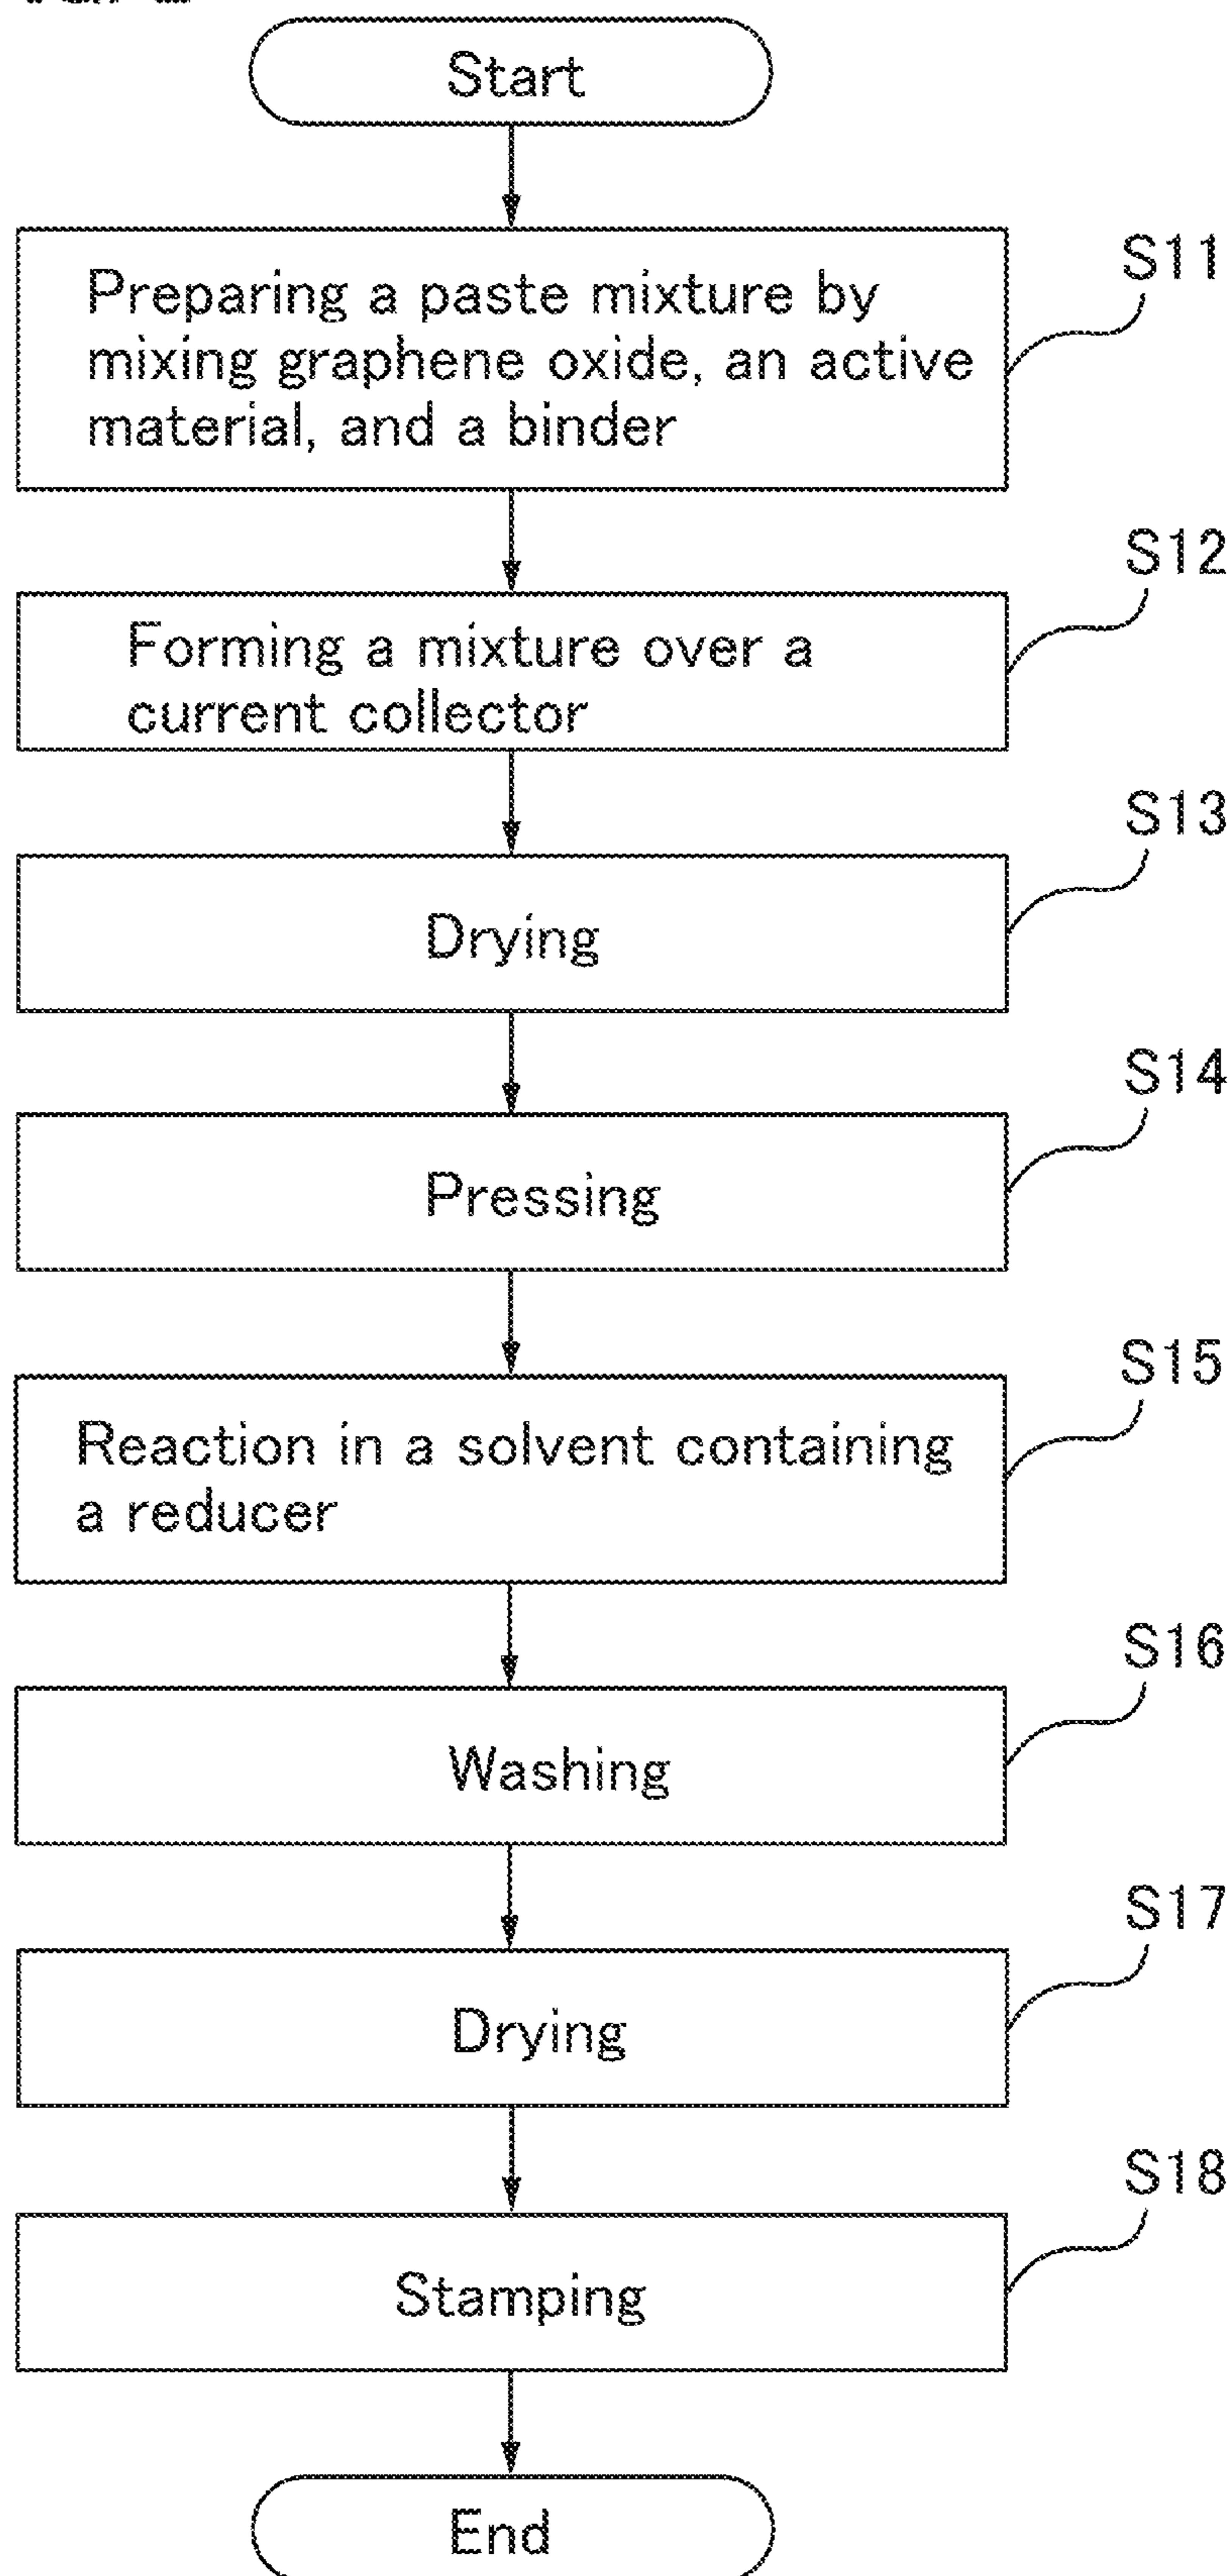 Start
S11
Preparing a paste mixture by
mixing graphene oxide, an active
material, and a binder
S12
Forming a mixture over a
current collector
S13
Drying
S14
Pressing
S15
Reaction in a solvent containing
a reducer
S16
Washing
S17
Drying
S18
Stamping
End